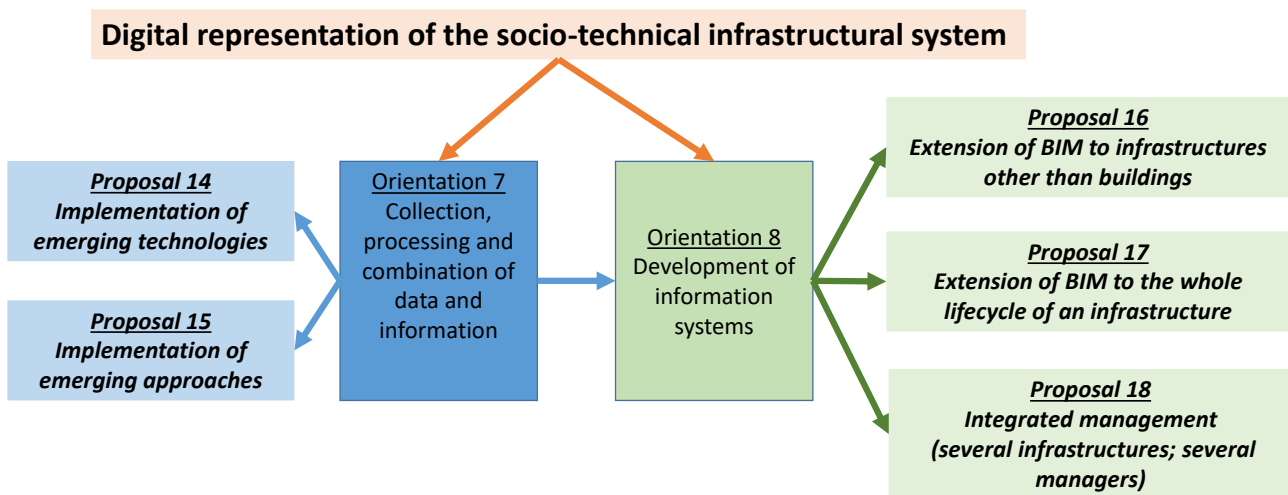 Digital representation of the socio-technical infrastructural system
Proposal 14
Implementation of
emerging technologies
Proposal 15
Implementation of
emerging approaches
Orientation 7
Collection,
processing and
combination of
data and
information
Orientation 8
Development of
information
systems
Proposal 16
Extension of BIM to infrastructures
other than buildings
Proposal 17
Extension of BIM to the whole
lifecycle of an infrastructure
Proposal 18
Integrated management
(several infrastructures; several
managers)